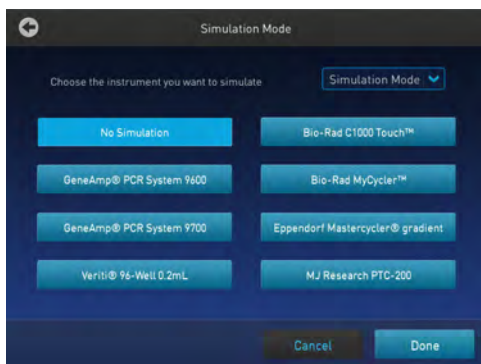 Simulation Mode
Choose the instrument you want to simulate
Simulation Mode
No Simulation
Bio-Rad C1000 Touch™
GeneAmp® PCR System 9600
Bio-Rad MyCycler™
GeneAmp® PCR System 9700
Eppendorf Mastercycler® gradient
Veriti® 96-Well 0.2mL
MJ Research PTC-200
Cancel
Done